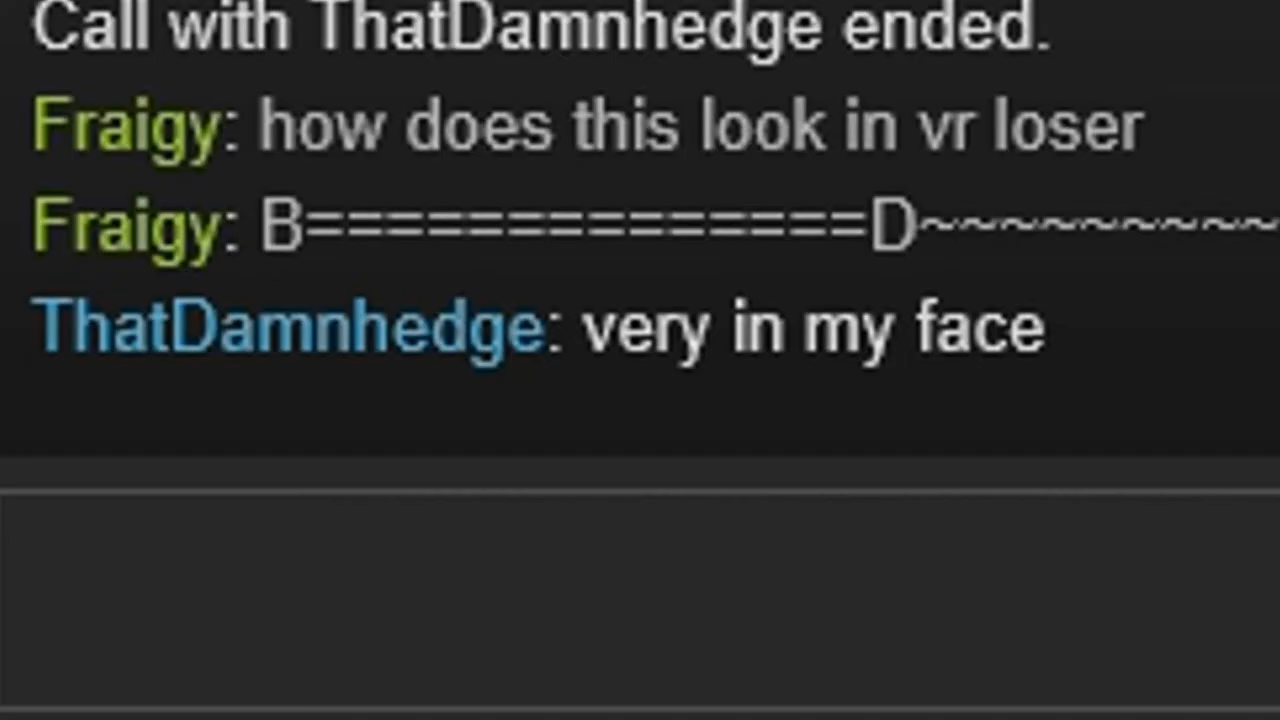 Call with ThatDamnhedge ended.
Fraigy: how does this look in vr loser
Fraigy: B==============D~~~~~~~~~
ThatDamnhedge: very in my face